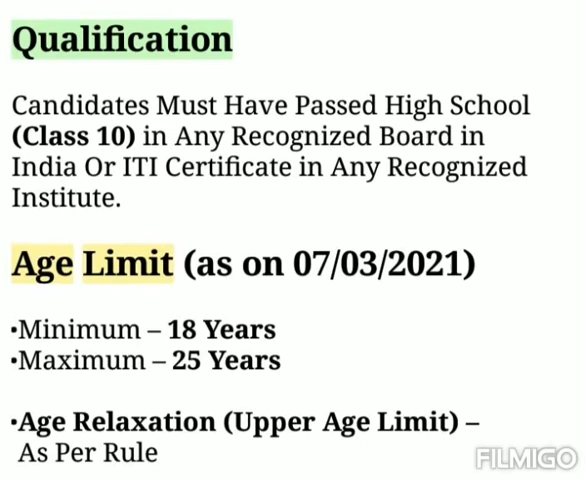 Qualification
Candidates Must Have Passed High School
(Class 10) in Any Recognized Board in
India Or ITI Certificate in Any Recognized
Institute.
Age Limit (as on 07/03/2021)
•Minimum – 18 Years
•Maximum – 25 Years
•Age Relaxation (Upper Age Limit) –
As Per Rule
FILMIGO